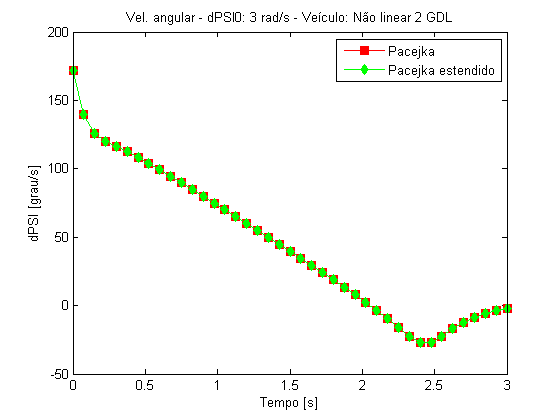 Vel. angular - dPSI0: 3 rad/s - Veículo: Não linear 2 GDL
Pacejka
Pacejka estendido
dPSI [grau/s]
200
150
100
50
0
-50
0
0.5
1
1.5
2
2.5
3
Tempo [s]